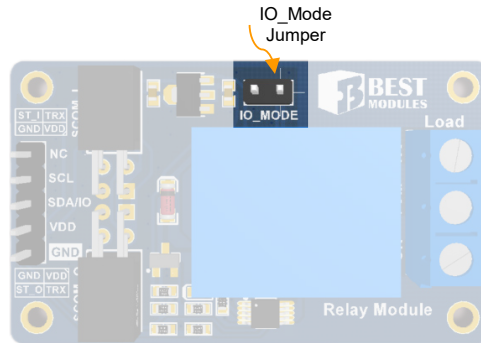 IO_Mode
Jumper
BEST
MODULES
IO_MODE
Load
ST_I TRX
GND VDD
NC
SCL
SDA/IO
VDD
GND
GND VDD
ST_O TRX
Relay Module